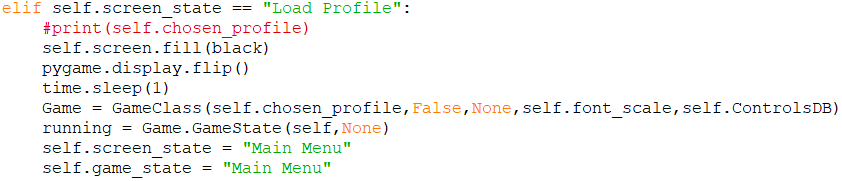 elif self.screen_state == "Load Profile":
    #print(self.chosen_profile)
    self.screen.fill(black)
    pygame.display.flip()
    time.sleep(1)
    Game = GameClass(self.chosen_profile,False,None,self.font_scale,self.ControlsDB)
    running = Game.GameState(self,None)
    self.screen_state = "Main Menu"
    self.game_state = "Main Menu"